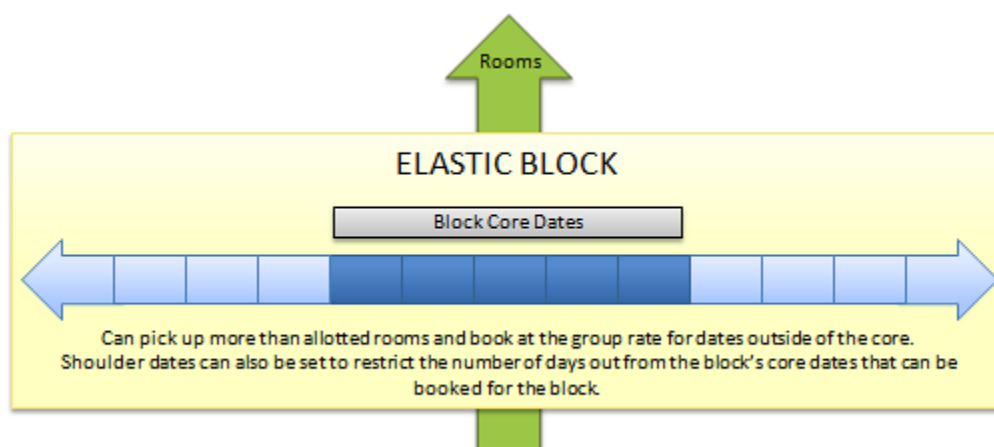 Rooms
ELASTIC BLOCK
Block Core Dates
Can pick up more than allotted rooms and book at the group rate for dates outside of the core.
Shoulder dates can also be set to restrict the number of days out from the block's core dates that can be
booked for the block.